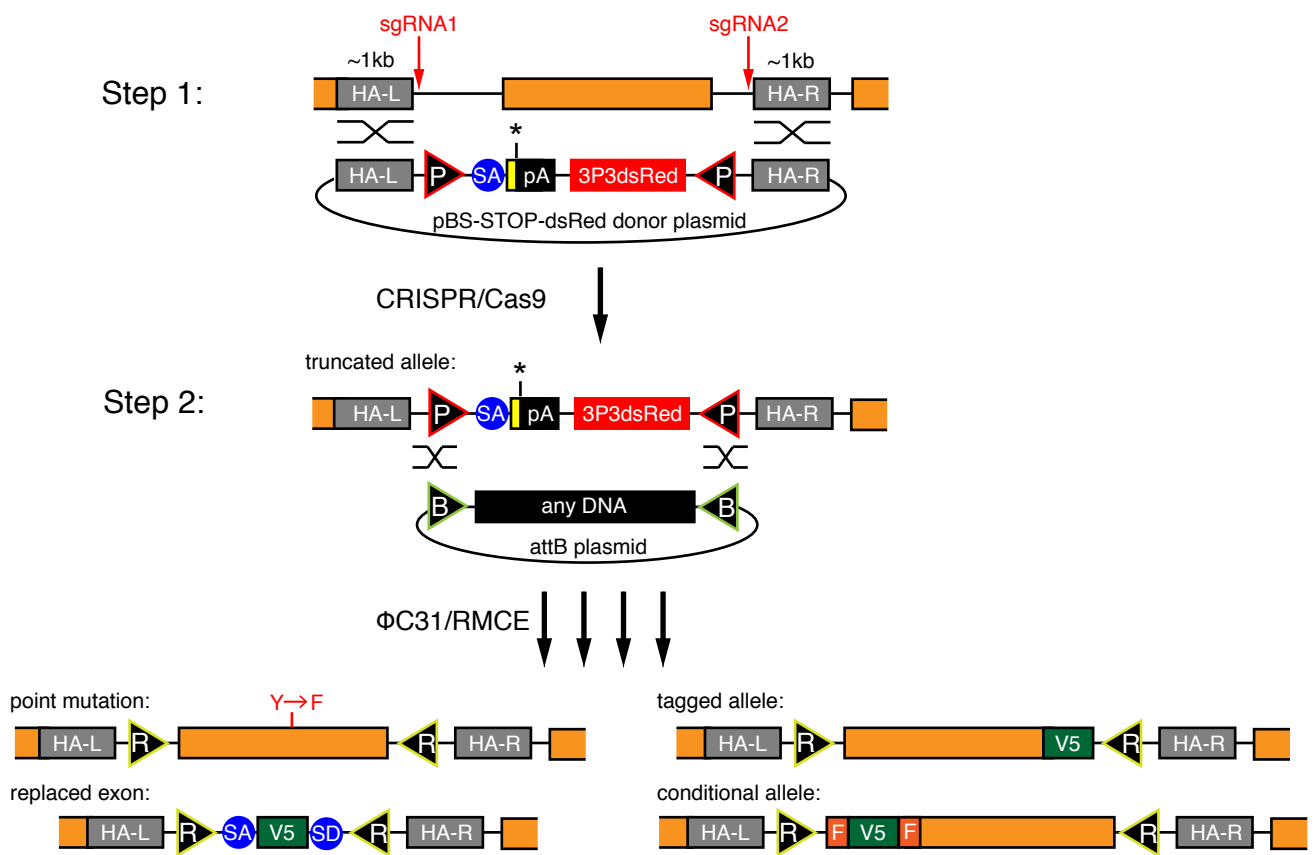 sgRNA1 sgRNA2
~1kb ~1kb
Step 1: HA-L HA-R
*
HA-L P SA pA 3P3dsRed P HA-R
pBS-STOP-dsRed donor plasmid
CRISPR/Cas9
truncated allele: *
Step 2: HA-L P SA pA 3P3dsRed P HA-R
B any DNA B
attB plasmid
ΦC31/RMCE
point mutation: Y→F
HA-L R R HA-R
replaced exon:
HA-L R SA V5 SD R HA-R
tagged allele:
HA-L R V5 R HA-R
conditional allele:
HA-L R F V5 F R HA-R